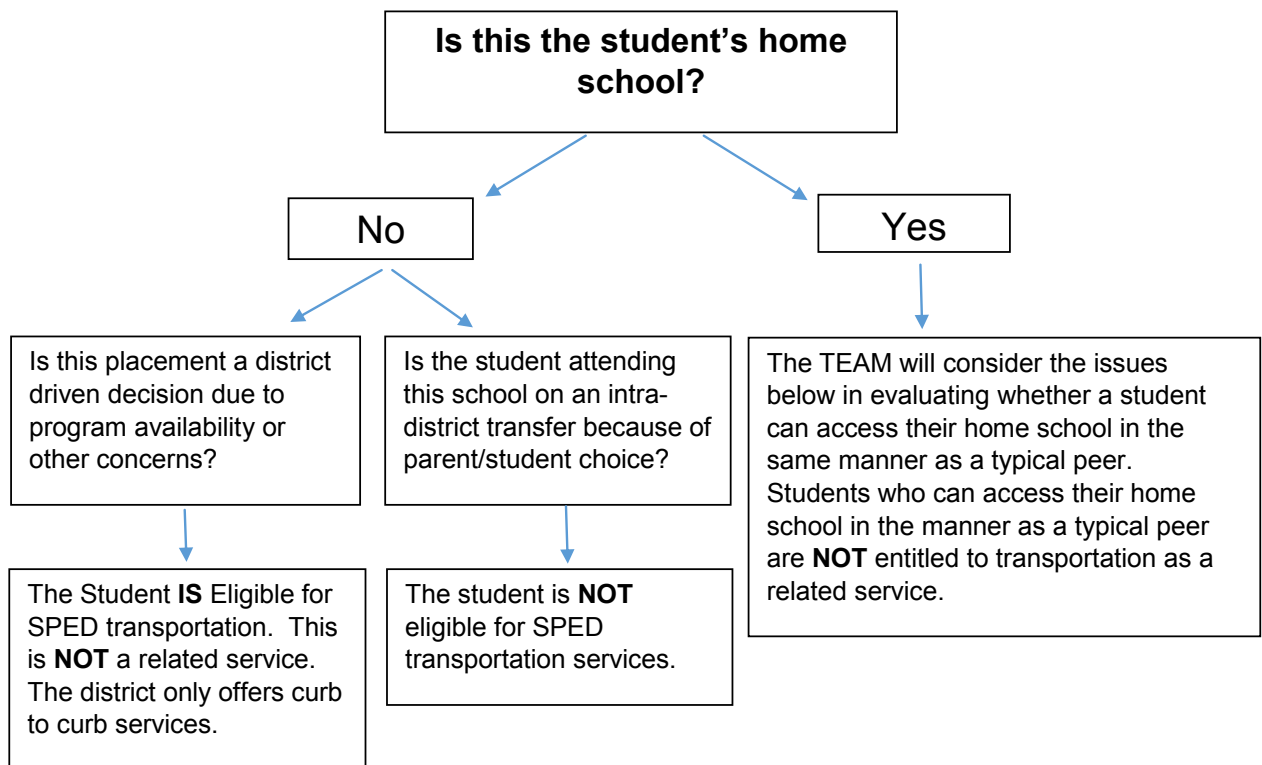 Is this the student’s home
school?
No
Yes
Is this placement a district
driven decision due to
program availability or
other concerns?
Is the student attending
this school on an intra-
district transfer because of
parent/student choice?
The TEAM will consider the issues
below in evaluating whether a student
can access their home school in the
same manner as a typical peer.
Students who can access their home
school in the manner as a typical peer
are NOT entitled to transportation as a
related service.
The Student IS Eligible for
SPED transportation.  This
is NOT a related service.
The district only offers curb
to curb services.
The student is NOT
eligible for SPED
transportation services.